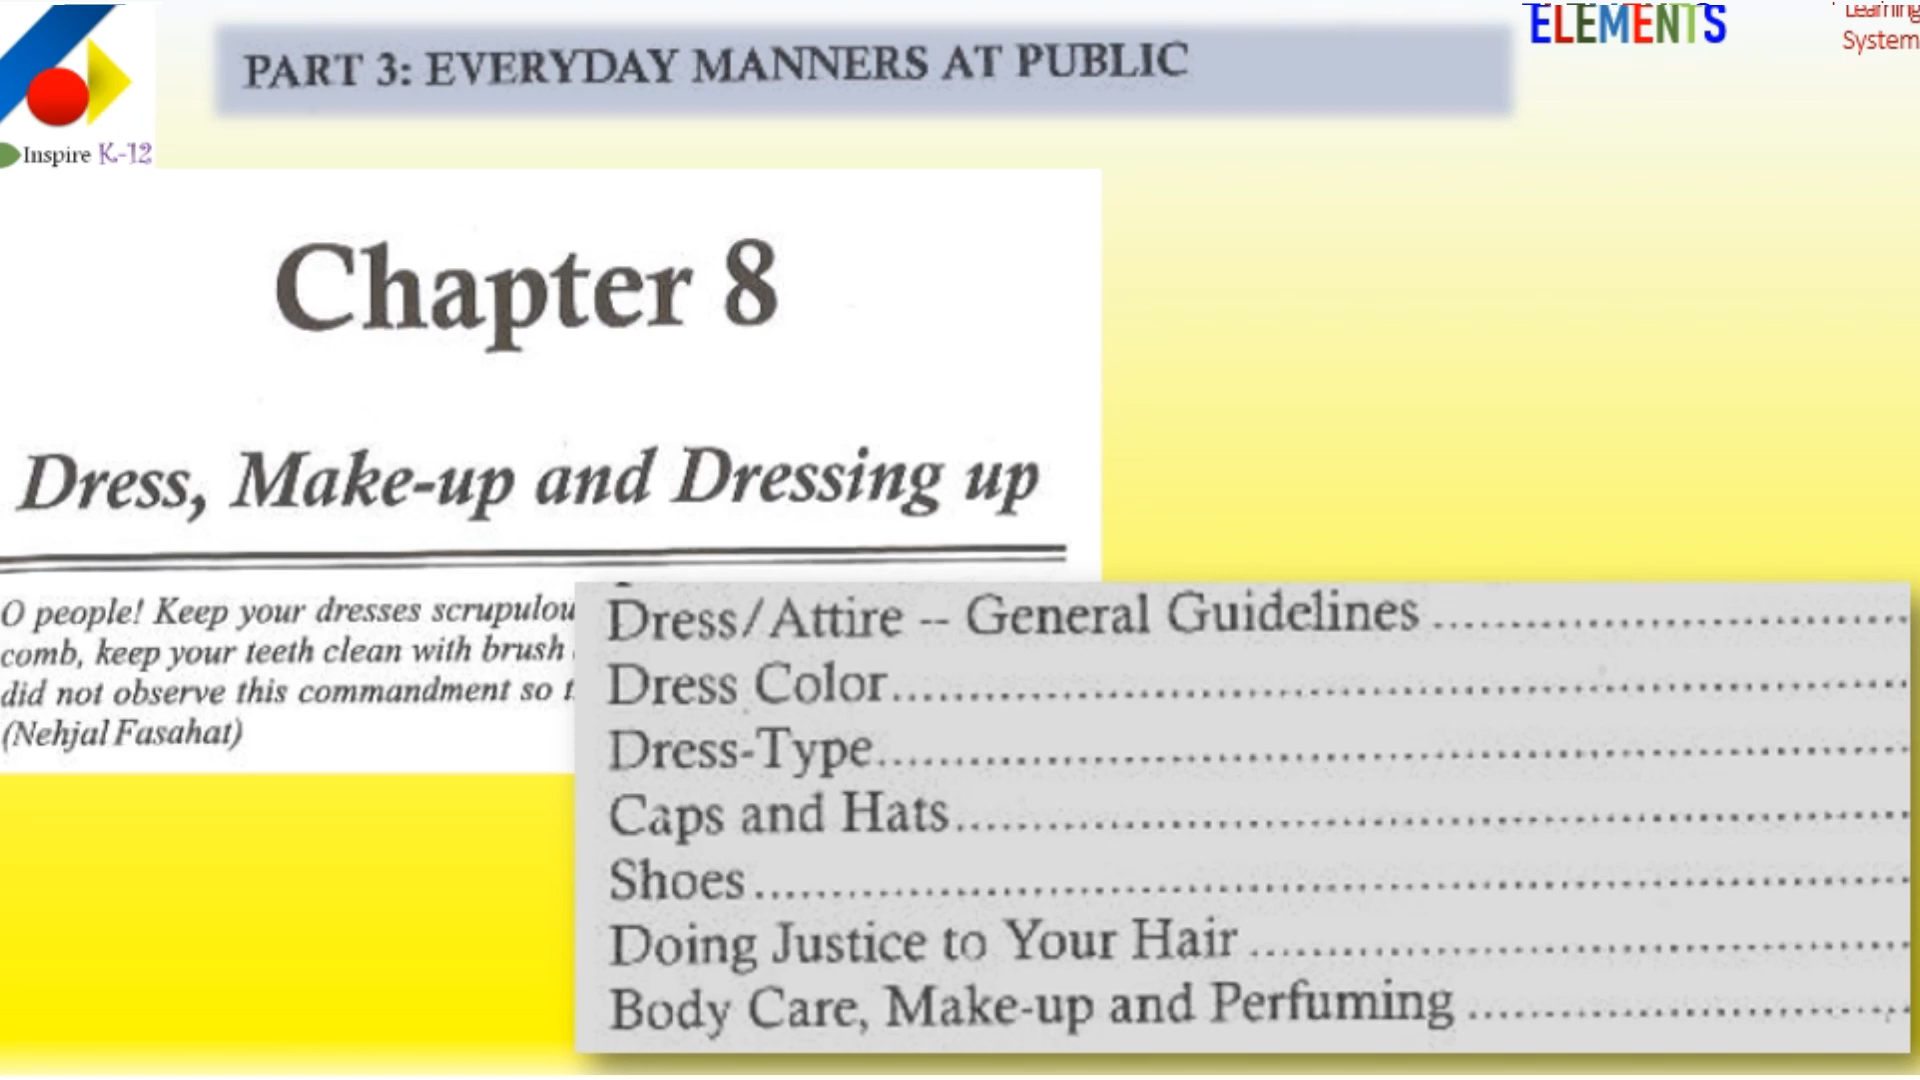 PART 3: EVERYDAY MANNERS AT PUBLIC
ELEMENTS
Learning
System
Inspire K-12
Chapter 8
Dress, Make-up and Dressing up
O people! Keep your dresses scrupulou
comb, keep your teeth clean with brush
did not observe this commandment so t
(Nehjal Fasahat)
Dress/Attire -- General Guidelines
Dress Color
Dress-Type
Caps and Hats
Shoes
Doing Justice to Your Hair
Body Care, Make-up and Perfuming